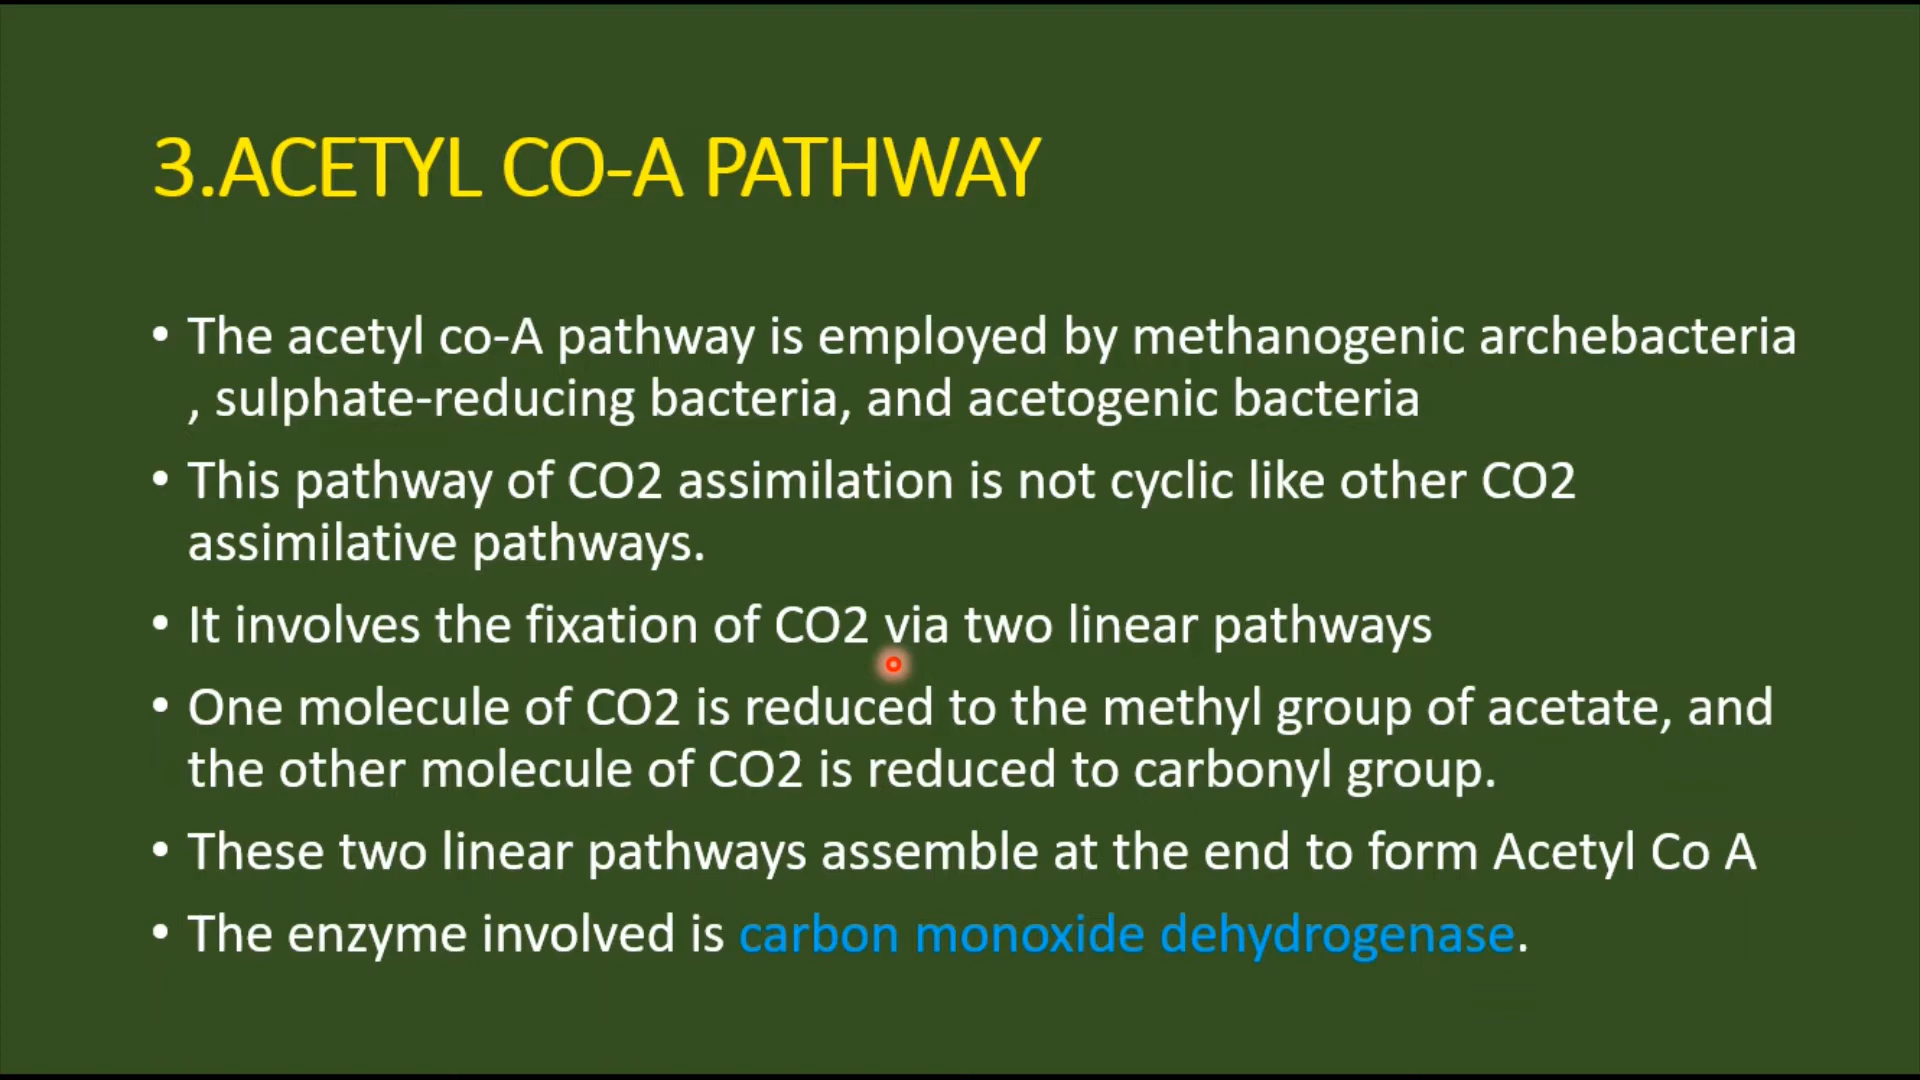 3.ACETYL CO-A PATHWAY
• The acetyl co-A pathway is employed by methanogenic archebacteria
, sulphate-reducing bacteria, and acetogenic bacteria
• This pathway of CO2 assimilation is not cyclic like other CO2
assimilative pathways.
• It involves the fixation of CO2 via two linear pathways
• One molecule of CO2 is reduced to the methyl group of acetate, and
the other molecule of CO2 is reduced to carbonyl group.
• These two linear pathways assemble at the end to form Acetyl Co A
• The enzyme involved is carbon monoxide dehydrogenase.